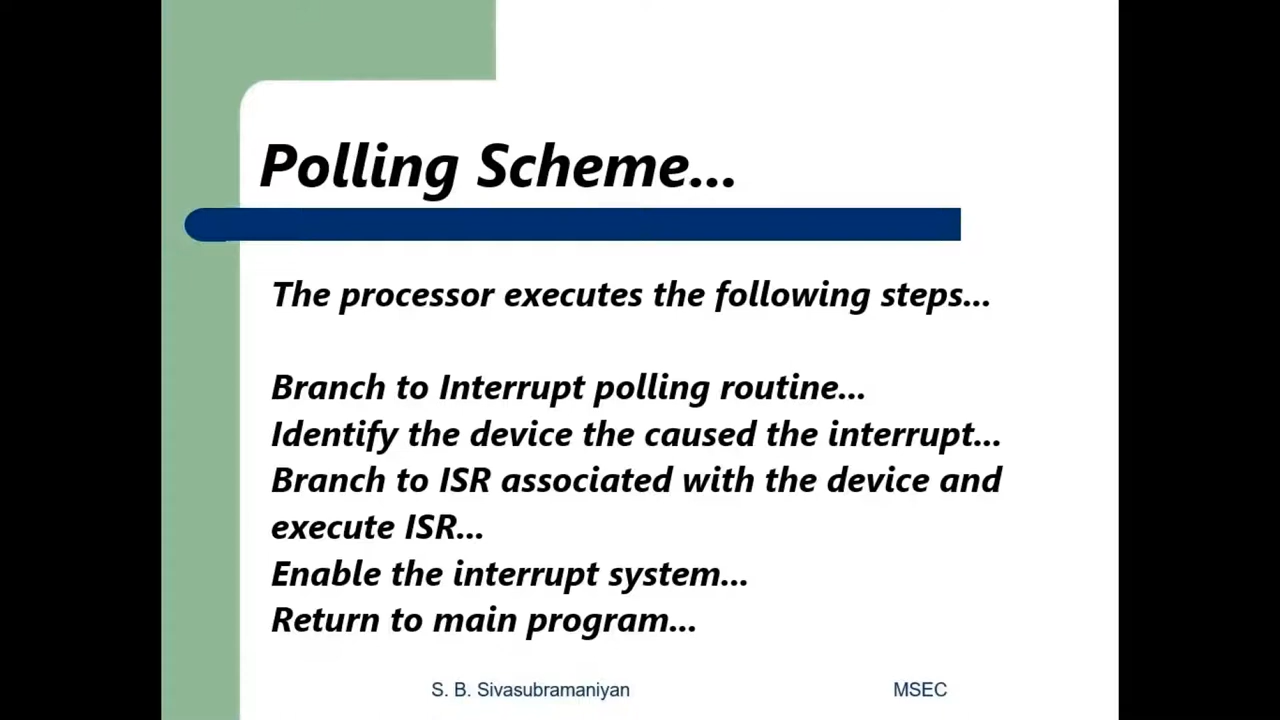 Polling Scheme...
The processor executes the following steps...
Branch to Interrupt polling routine...
Identify the device the caused the interrupt...
Branch to ISR associated with the device and
execute ISR...
Enable the interrupt system...
Return to main program...
S. B. Sivasubramaniyan
MSEC